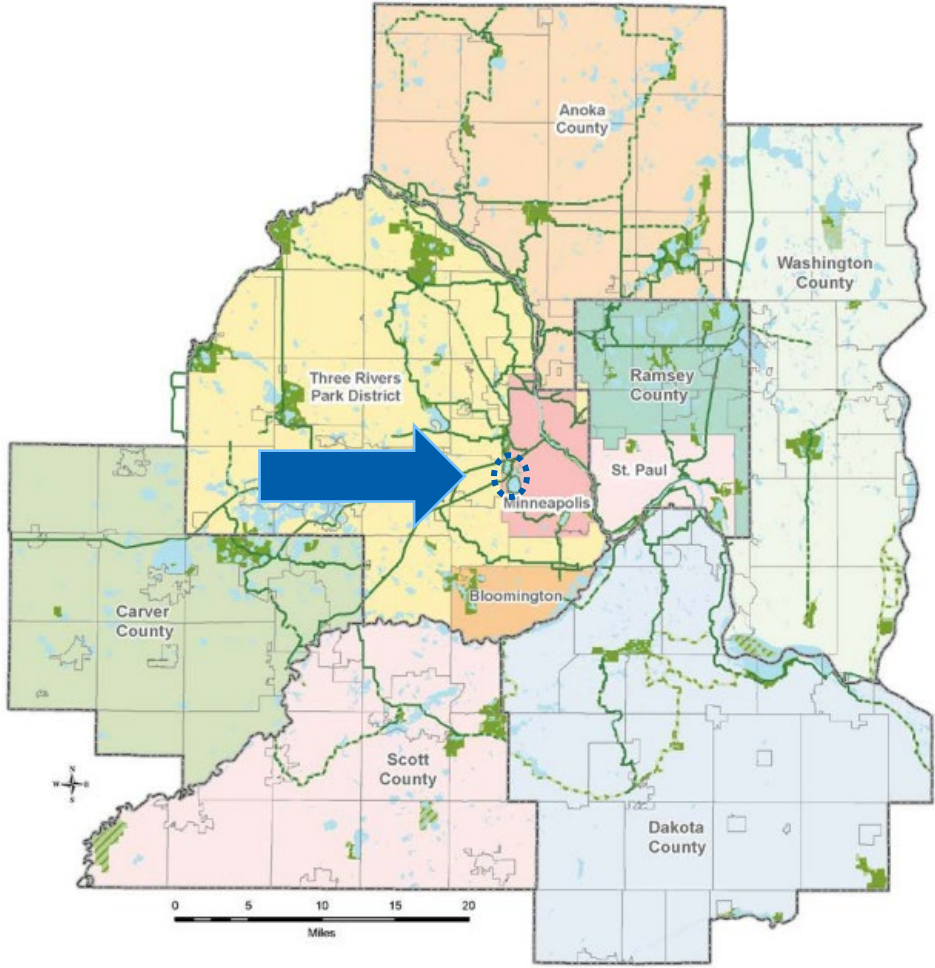 Anoka
County
Washington
County
Three Rivers
Park District
Ramsey
County
St. Paul
Minneapolis
Bloomington
Carver
County
Scott
County
Dakota
County
N
W E
S
0 5 10 15 20
Miles